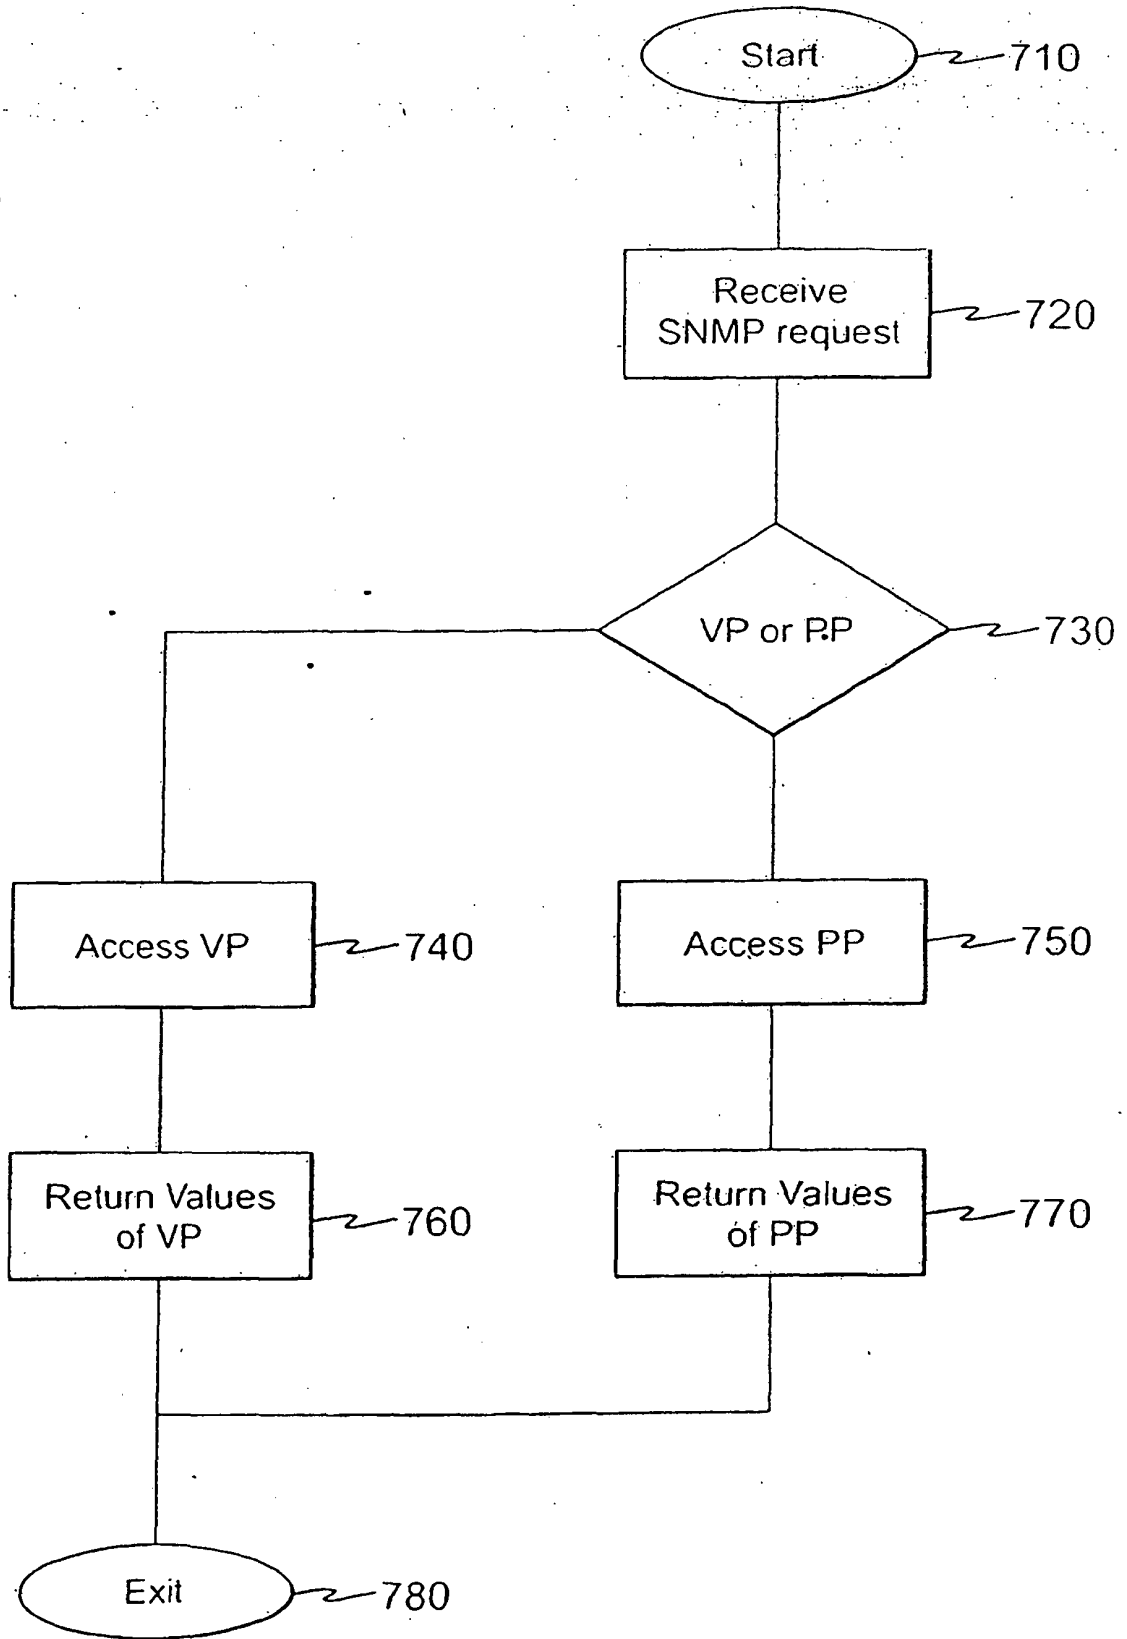 Start
710
Receive
SNMP request
720
VP or PP
730
Access VP
740
Access PP
750
Return Values
of VP
760
Return Values
of PP
770
Exit
780